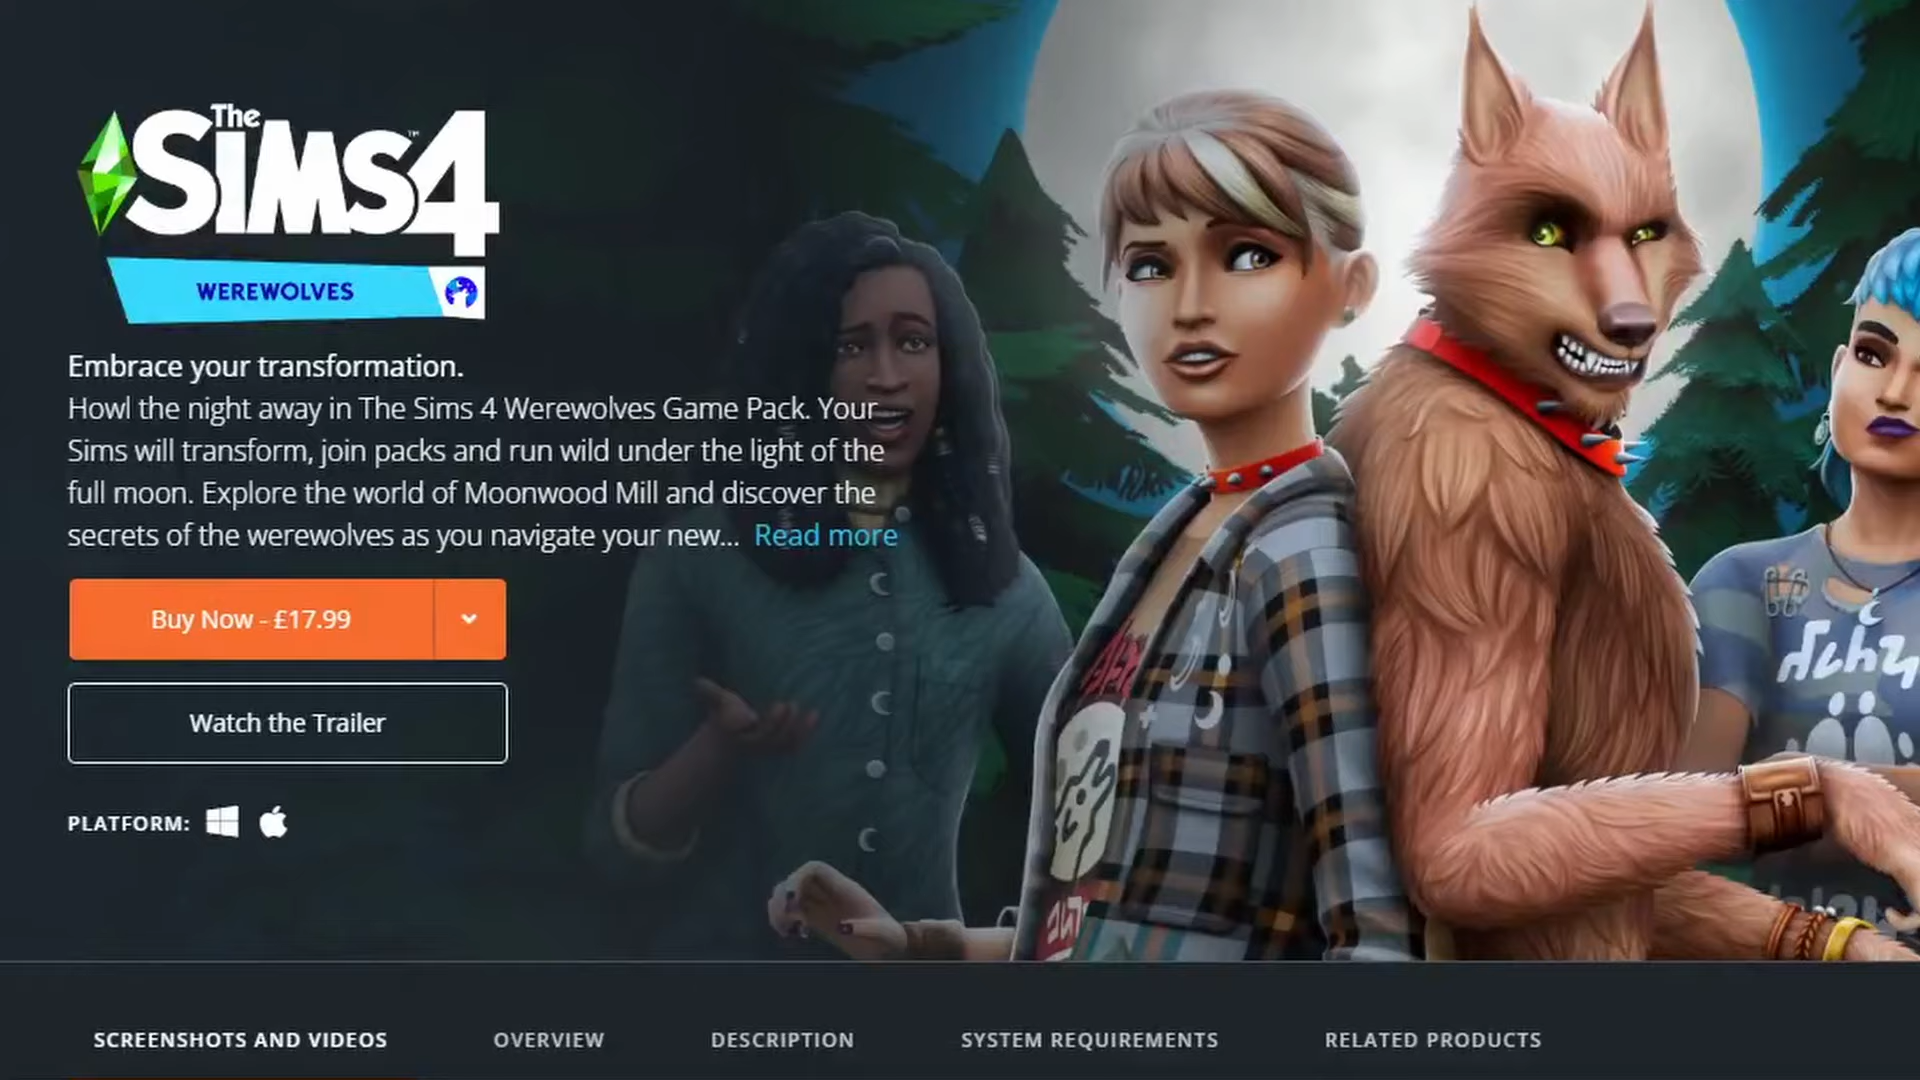 The
SiMS4™
WEREWOLVES
Embrace your transformation.
Howl the night away in The Sims 4 Werewolves Game Pack. Your
Sims will transform, join packs and run wild under the light of the
full moon. Explore the world of Moonwood Mill and discover the
secrets of the werewolves as you navigate your new... Read more
Buy Now - £17.99
Watch the Trailer
PLATFORM:
SCREENSHOTS AND VIDEOS OVERVIEW DESCRIPTION SYSTEM REQUIREMENTS RELATED PRODUCTS